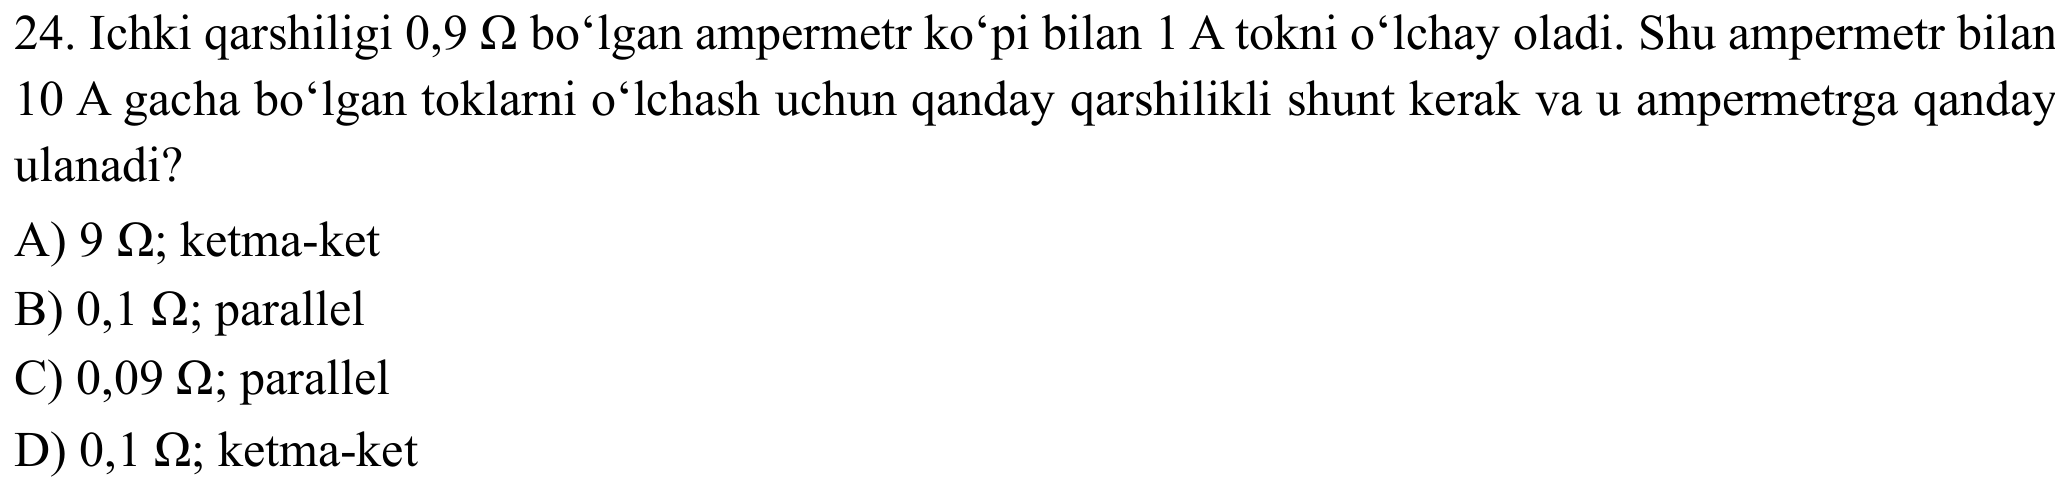 24. Ichki qarshiligi 0,9 Ω bo‘lgan ampermetr ko‘pi bilan 1 A tokni o‘lchay oladi. Shu ampermetr bilan
10 A gacha bo‘lgan toklarni o‘lchash uchun qanday qarshilikli shunt kerak va u ampermetrga qanday
ulanadi?
A) 9 Ω; ketma-ket
B) 0,1 Ω; parallel
C) 0,09 Ω; parallel
D) 0,1 Ω; ketma-ket